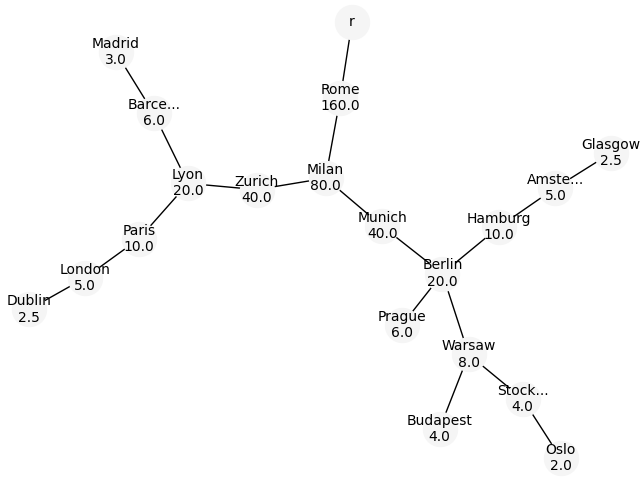 r
Madrid
3.0
Rome
160.0
Barce...
6.0
Glasgow
2.5
Milan
80.0
Lyon
20.0
Zurich
40.0
Amste...
5.0
Munich
40.0
Hamburg
10.0
Paris
10.0
London
5.0
Berlin
20.0
Dublin
2.5
Prague
6.0
Warsaw
8.0
Stock...
4.0
Budapest
4.0
Oslo
2.0